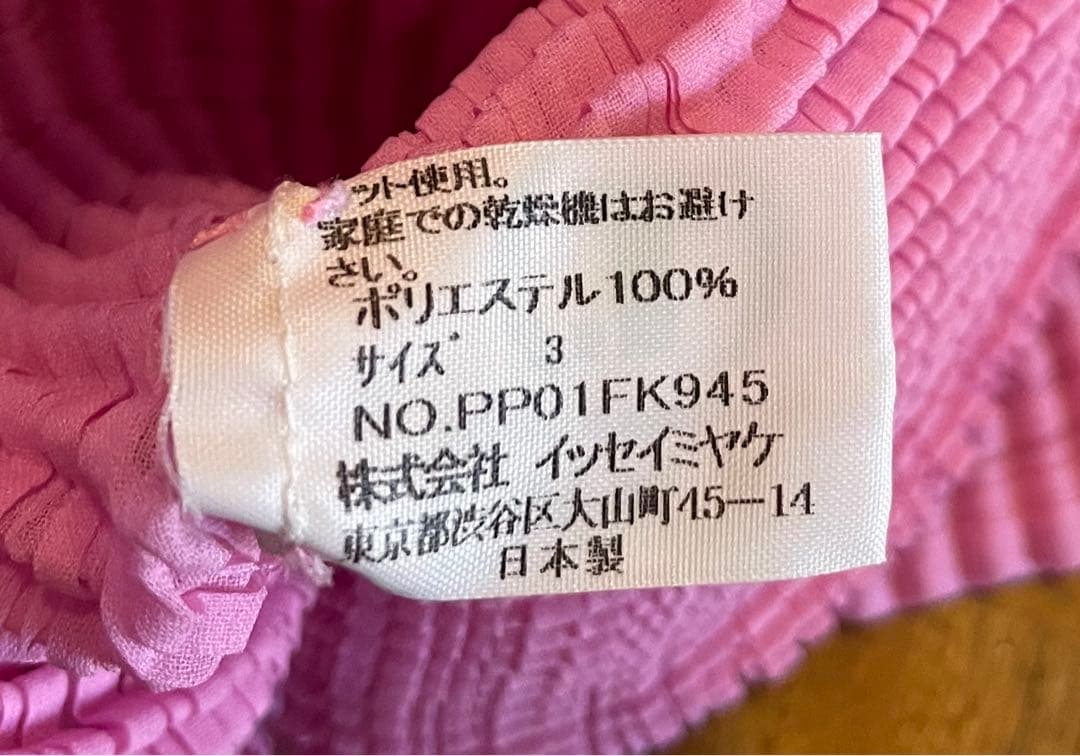 ット使用。
家庭での乾燥機はお避け
さい。
ポリエステル100%
サイズ 3
NO.PP01FK945
株式会社 イッセイミヤケ
東京都渋谷区大山町45-14
日本製